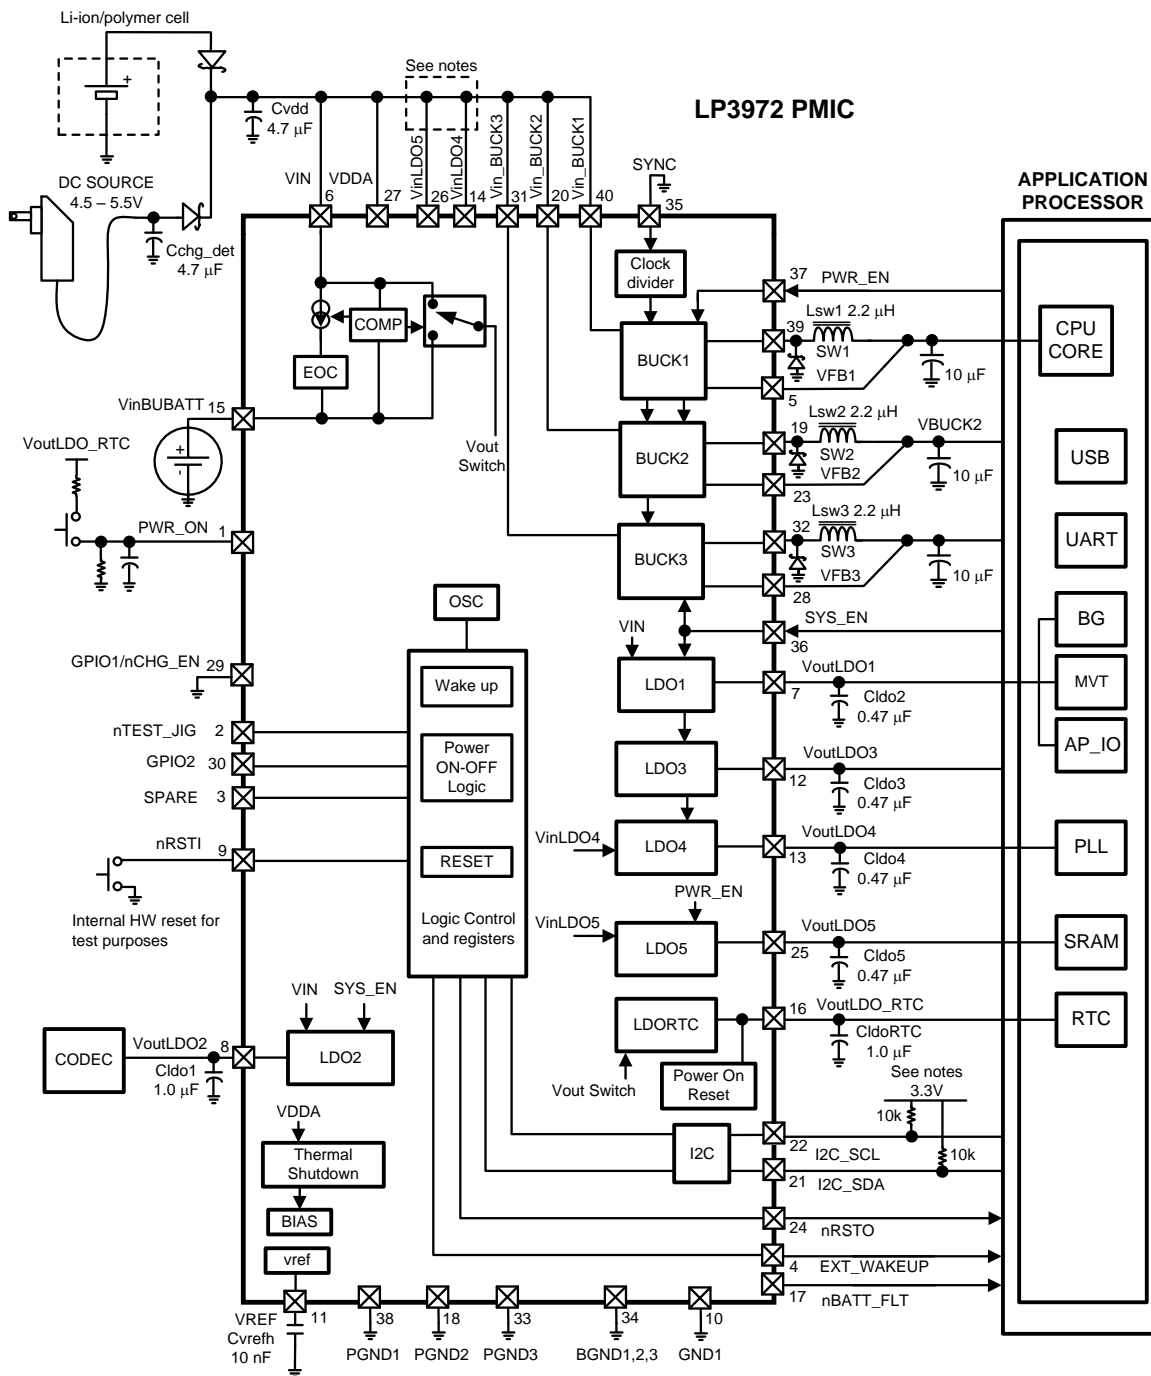 Li-ion/polymer cell
+
See notes
LP3972 PMIC
Cvdd
4.7 μF
DC SOURCE
4.5 – 5.5V
Cchg_det
4.7 μF
VIN
6
VDDA
27
VinLDO5
26
VinLDO4
14
Vin_BUCK3
31
Vin_BUCK2
20
Vin_BUCK1
40
SYNC
35
APPLICATION
PROCESSOR
Clock
divider
37
PWR_EN
COMP
EOC
BUCK1
39
Lsw1 2.2 μH
SW1
VFB1
5
10 μF
CPU
CORE
VinBUBATT
15
+
-
Vout
Switch
BUCK2
19
Lsw2 2.2 μH
SW2
VFB2
23
VBUCK2
10 μF
USB
VoutLDO_RTC
PWR_ON
1
BUCK3
32
Lsw3 2.2 μH
SW3
VFB3
28
10 μF
UART
OSC
SYS_EN
36
BG
GPIO1/nCHG_EN
29
Wake up
VIN
LDO1
7
VoutLDO1
Cldo2
0.47 μF
MVT
nTEST_JIG
2
GPIO2
30
SPARE
3
Power
ON-OFF
Logic
LDO3
12
VoutLDO3
Cldo3
0.47 μF
AP_IO
nRSTI
9
RESET
VinLDO4
LDO4
13
VoutLDO4
Cldo4
0.47 μF
PLL
Internal HW reset for
test purposes
Logic Control
and registers
PWR_EN
VinLDO5
LDO5
25
VoutLDO5
Cldo5
0.47 μF
SRAM
VIN
SYS_EN
CODEC
VoutLDO2
8
Cldo1
1.0 μF
LDO2
LDORTC
16
VoutLDO_RTC
CldoRTC
1.0 μF
RTC
Vout Switch
Power On
Reset
See notes
3.3V
10k
10k
VDDA
Thermal
Shutdown
BIAS
I2C
22
I2C_SCL
21
I2C_SDA
24
nRSTO
4
EXT_WAKEUP
17
nBATT_FLT
vref
VREF
11
Cvrefh
10 nF
38
PGND1
18
PGND2
33
PGND3
34
BGND1,2,3
10
GND1